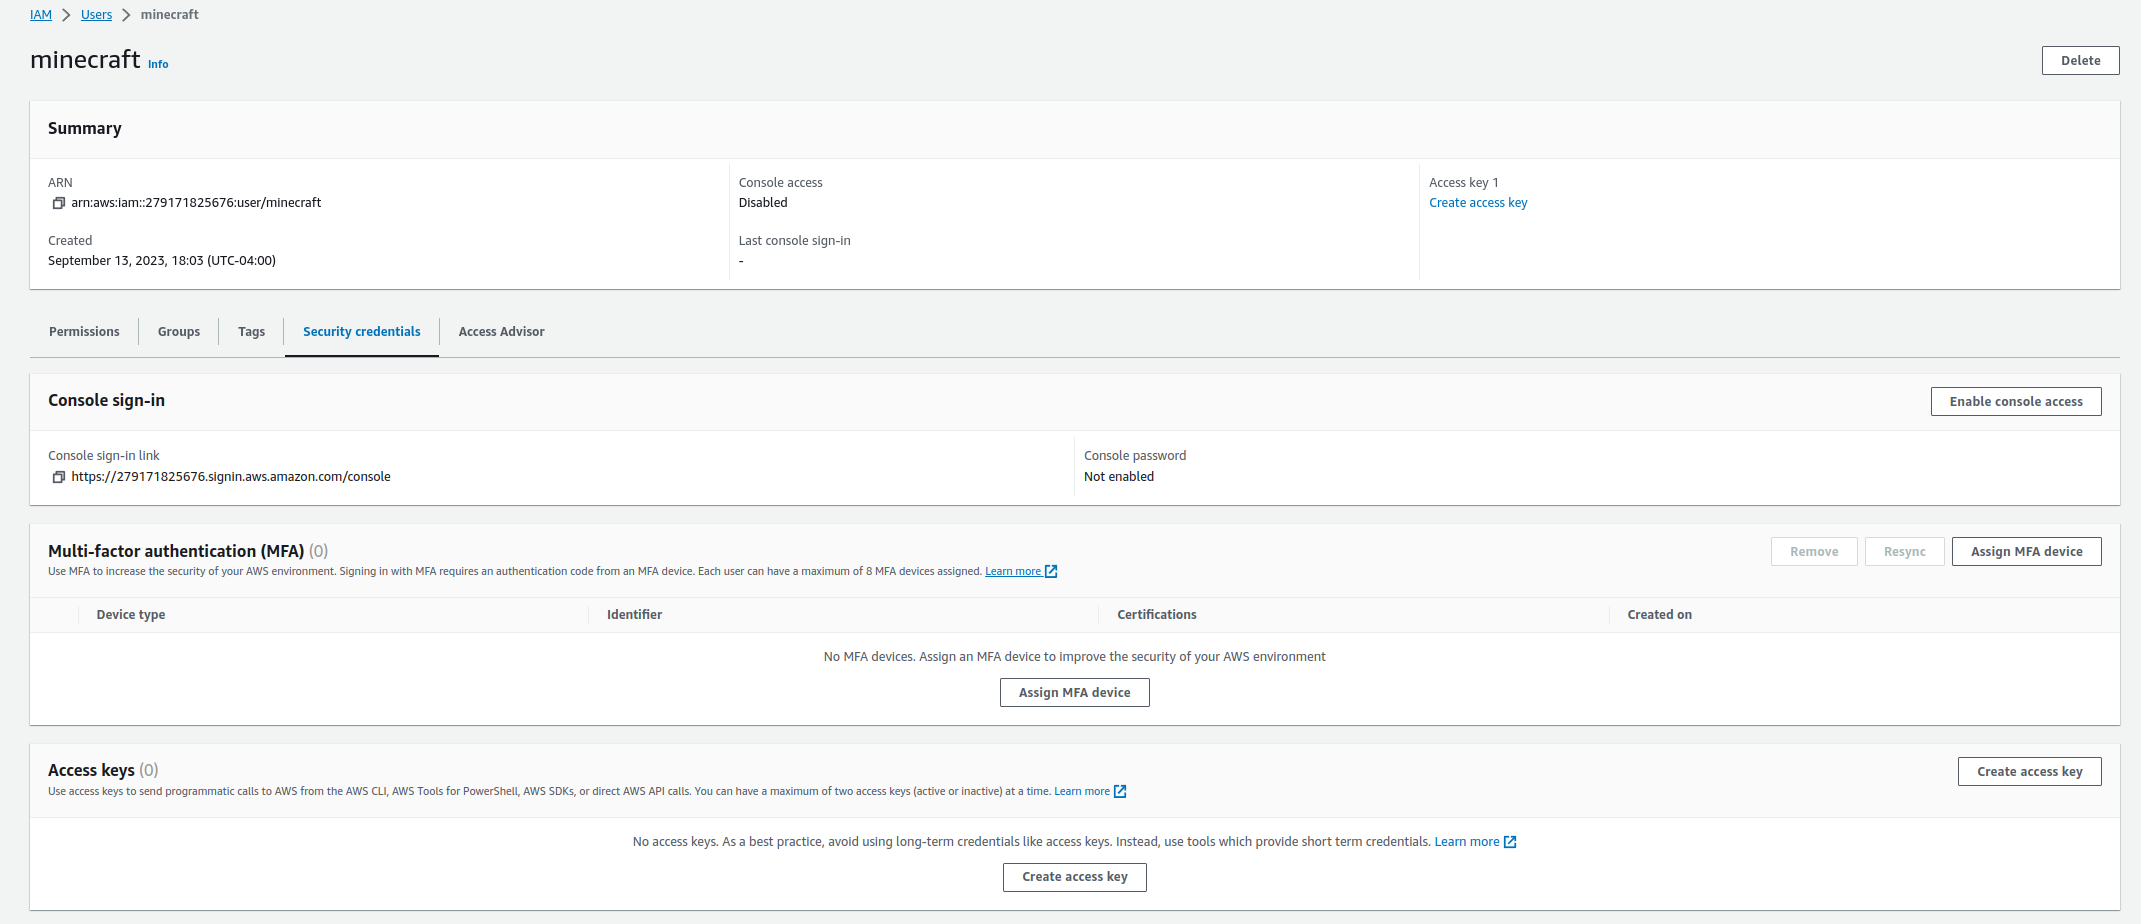 IAM > Users > minecraft
minecraft Info
Delete
Summary
ARN
arn:aws:iam::279171825676:user/minecraft
Created
September 13, 2023, 18:03 (UTC-04:00)
Console access
Disabled
Last console sign-in
-
Access key 1
Create access key
Permissions Groups Tags Security credentials Access Advisor
Console sign-in
Enable console access
Console sign-in link
https://279171825676.signin.aws.amazon.com/console
Console password
Not enabled
Multi-factor authentication (MFA) (0)
Use MFA to increase the security of your AWS environment. Signing in with MFA requires an authentication code from an MFA device. Each user can have a maximum of 8 MFA devices assigned. Learn more
Remove Resync Assign MFA device
Device type Identifier Certifications Created on
No MFA devices. Assign an MFA device to improve the security of your AWS environment
Assign MFA device
Access keys (0)
Use access keys to send programmatic calls to AWS from the AWS CLI, AWS Tools for PowerShell, AWS SDKs, or direct AWS API calls. You can have a maximum of two access keys (active or inactive) at a time. Learn more
Create access key
No access keys. As a best practice, avoid using long-term credentials like access keys. Instead, use tools which provide short term credentials. Learn more
Create access key